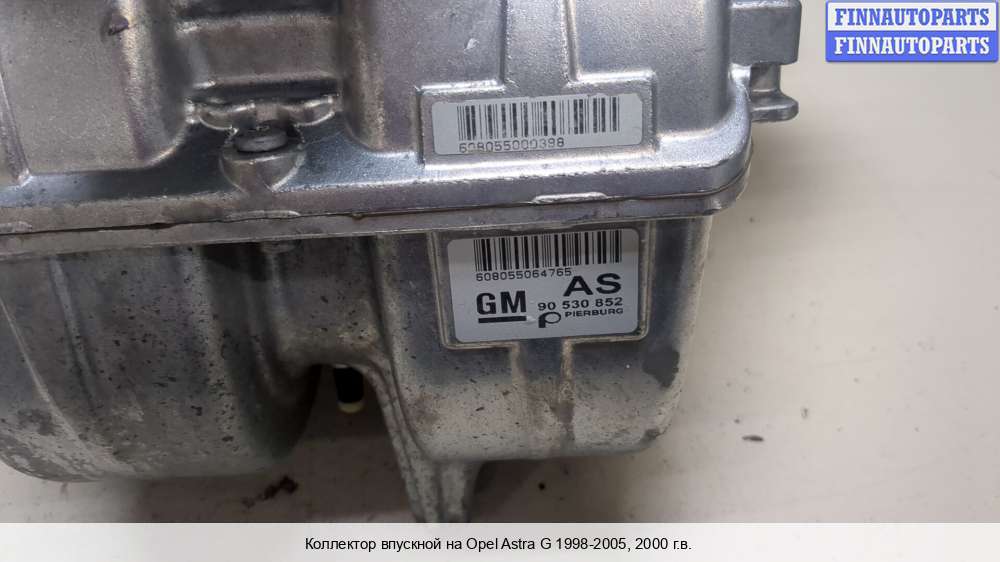 FINNAUTOPARTS
FINNAUTOPARTS
608055000398
608055064765
AS
GM
90 530 852
PIERBURG
Коллектор впускной на Opel Astra G 1998-2005, 2000 г.в.